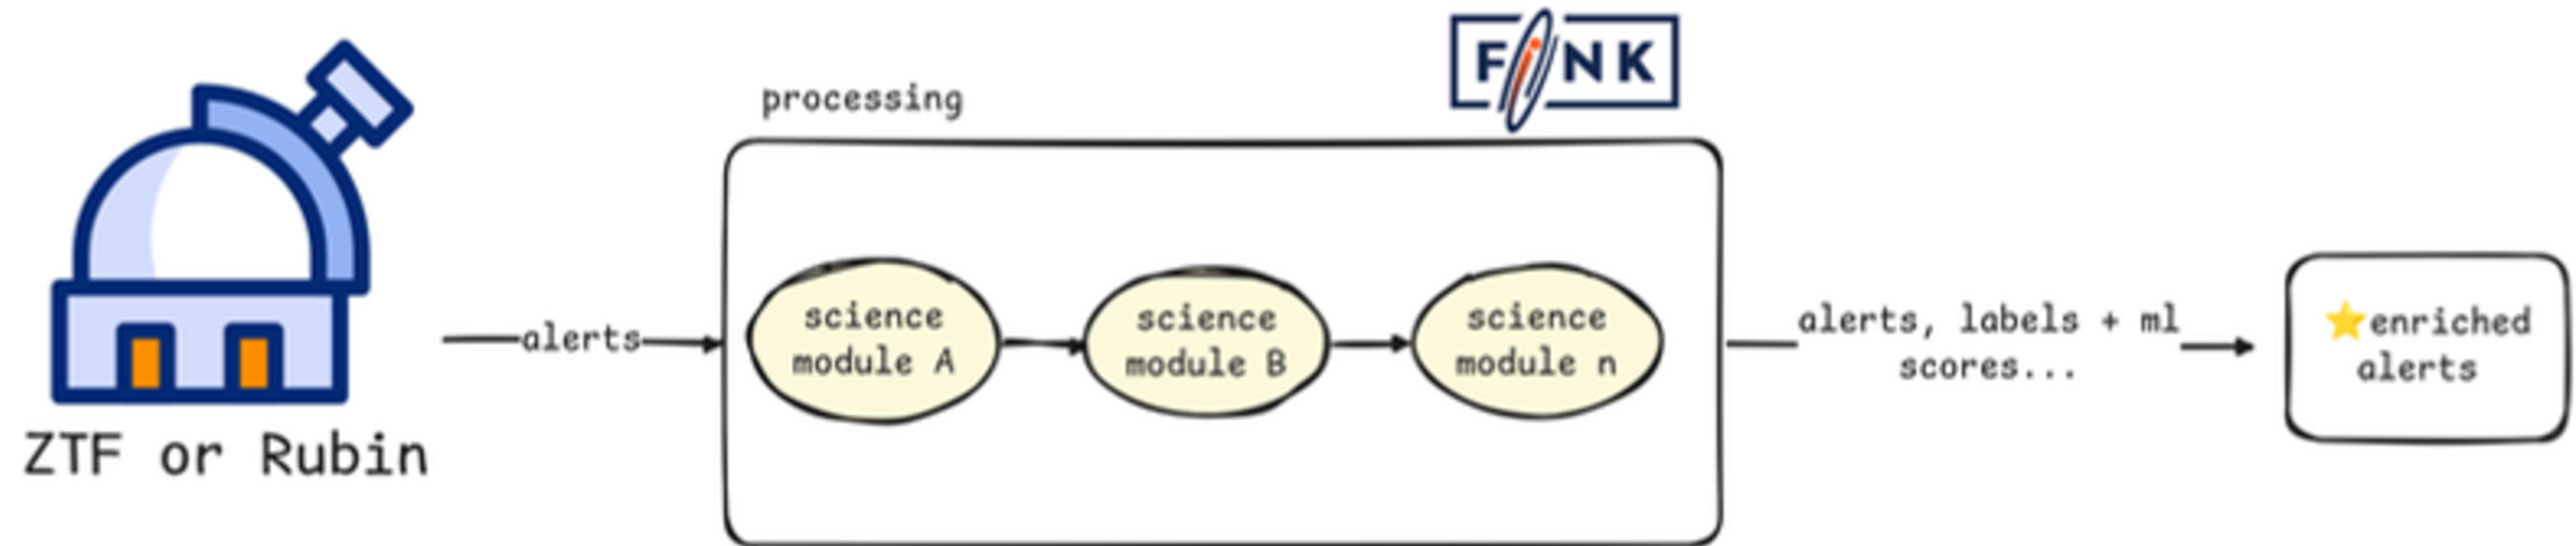 FiNK
processing
science
module A
science
module B
science
module n
alerts
alerts, labels + ml
scores...
⭐enriched
alerts
ZTF or Rubin